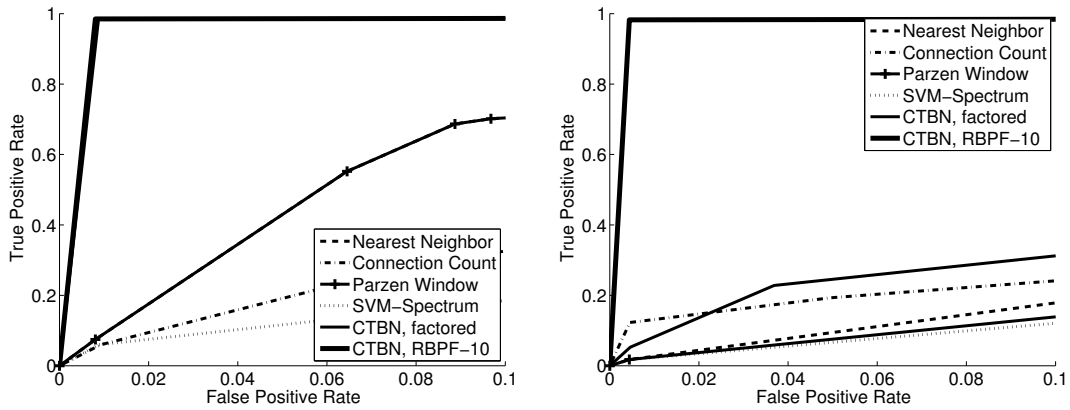 1
0.8
0.6
0.4
0.2
0
True Positive Rate
0
0.02
0.04
0.06
0.08
0.1
False Positive Rate
Nearest Neighbor
Connection Count
Parzen Window
SVM−Spectrum
CTBN, factored
CTBN, RBPF−10
1
0.8
0.6
0.4
0.2
0
True Positive Rate
0
0.02
0.04
0.06
0.08
0.1
False Positive Rate
Nearest Neighbor
Connection Count
Parzen Window
SVM−Spectrum
CTBN, factored
CTBN, RBPF−10